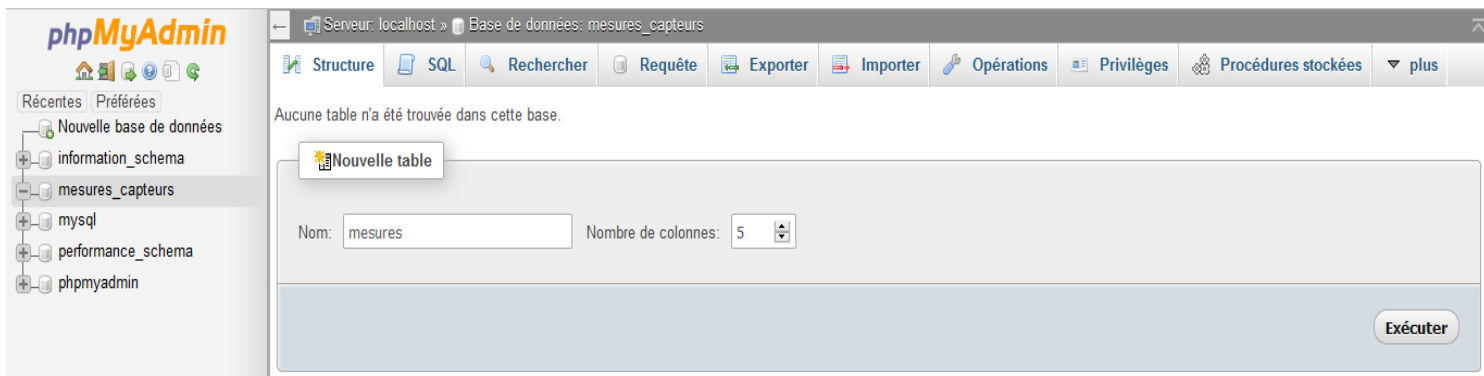 phpMyAdmin
Récentes Préférées
Nouvelle base de données
information_schema
mesures_capteurs
mysql
performance_schema
phpmyadmin
Serveur: localhost » Base de données: mesures_capteurs
Structure SQL Rechercher Requête Exporter Importer Opérations Privilèges Procédures stockées plus
Aucune table n'a été trouvée dans cette base.
Nouvelle table
Nom: mesures Nombre de colonnes: 5
Exécuter